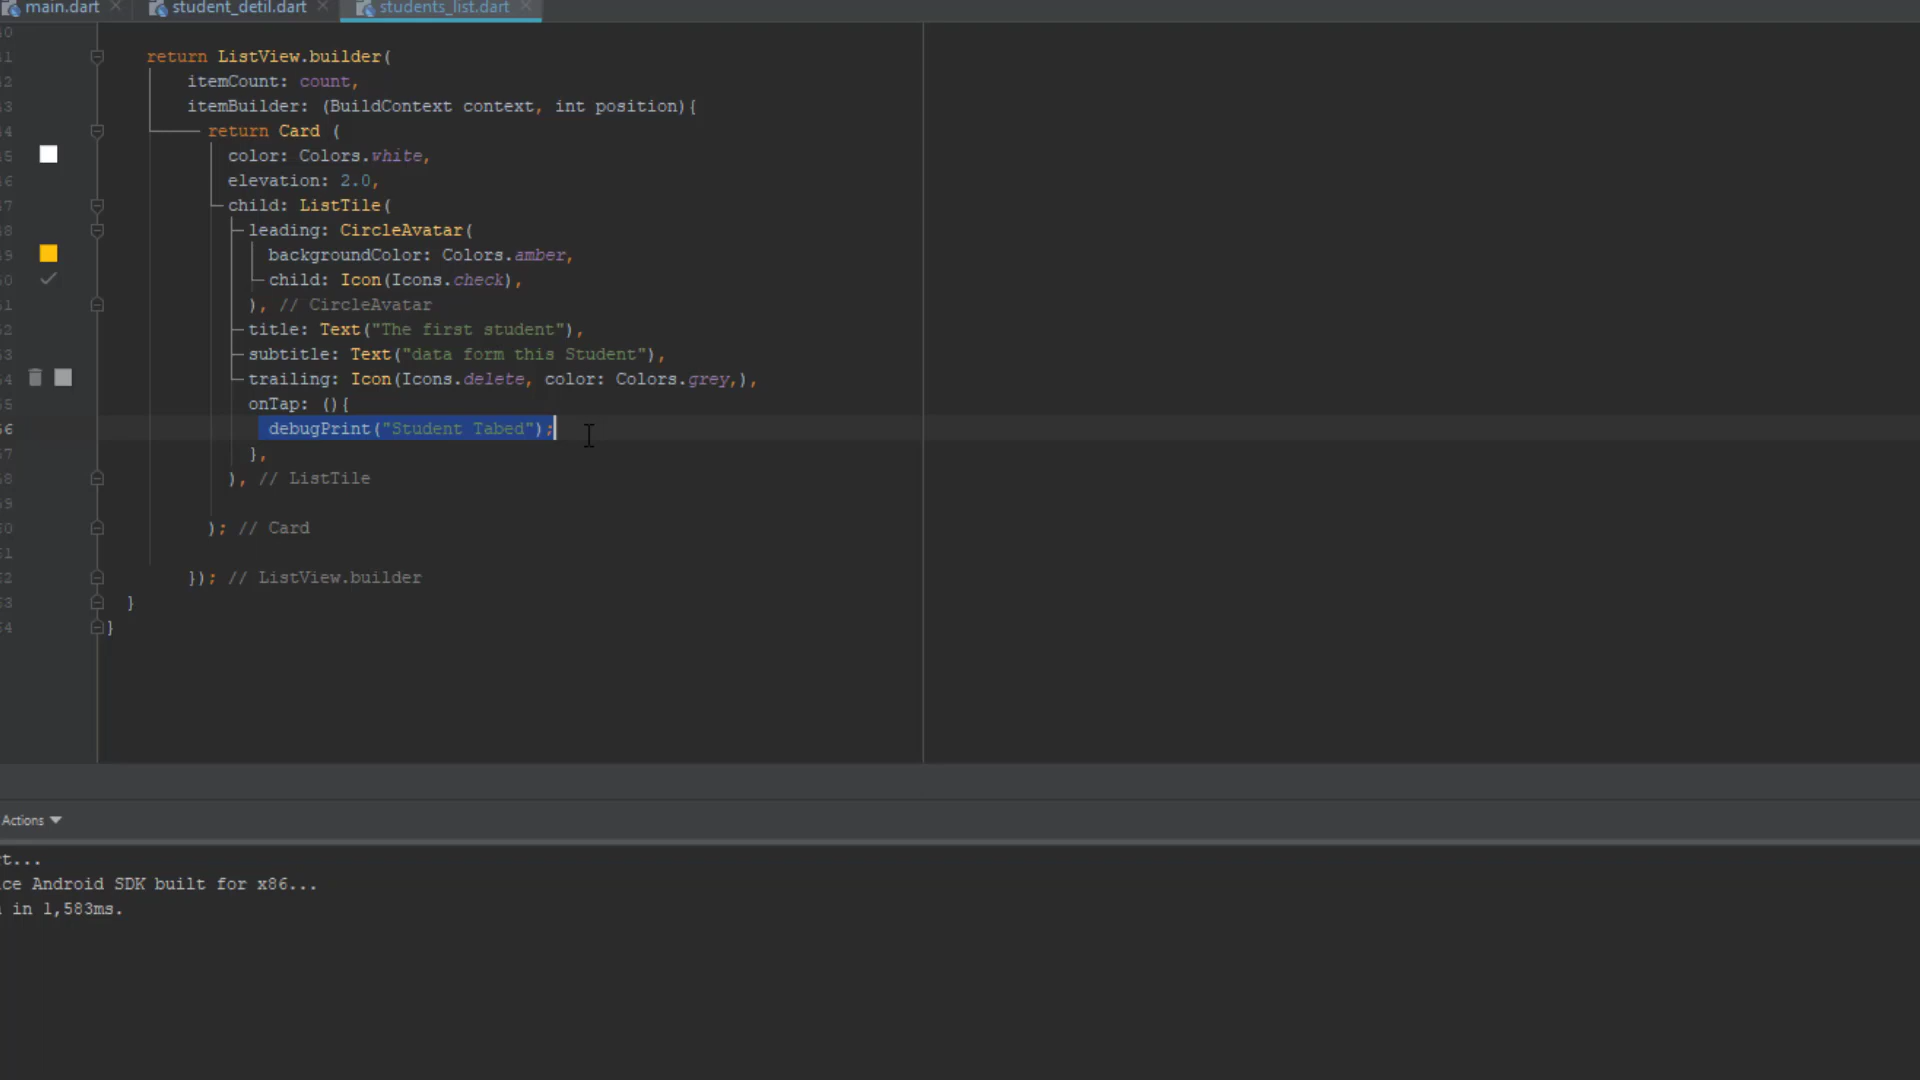 main.dart
student_detil.dart
students_list.dart
return ListView.builder(
itemCount: count,
itemBuilder: (BuildContext context, int position){
return Card (
color: Colors.white,
elevation: 2.0,
child: ListTile(
leading: CircleAvatar(
backgroundColor: Colors.amber,
child: Icon(Icons.check),
), // CircleAvatar
title: Text("The first student"),
subtitle: Text("data form this Student"),
trailing: Icon(Icons.delete, color: Colors.grey,),
onTap: (){
debugPrint("Student Tabed");
},
), // ListTile
); // Card
}); // ListView.builder
}
}
Actions
t...
ce Android SDK built for x86...
in 1,583ms.